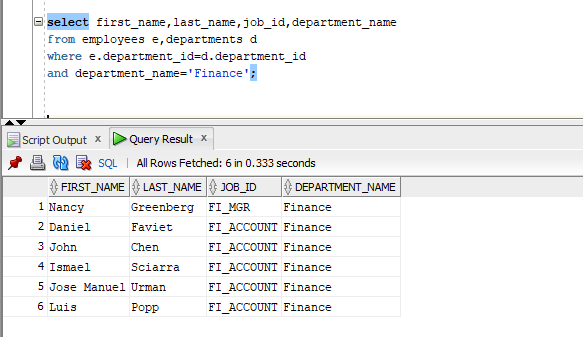 select first_name,last_name,job_id,department_name
from employees e,departments d
where e.department_id=d.department_id
and department_name='Finance';
Script Output x Query Result x
SQL | All Rows Fetched: 6 in 0.333 seconds
FIRST_NAME LAST_NAME JOB_ID DEPARTMENT_NAME
1 Nancy Greenberg FI_MGR Finance
2 Daniel Faviet FI_ACCOUNT Finance
3 John Chen FI_ACCOUNT Finance
4 Ismael Sciarra FI_ACCOUNT Finance
5 Jose Manuel Urman FI_ACCOUNT Finance
6 Luis Popp FI_ACCOUNT Finance